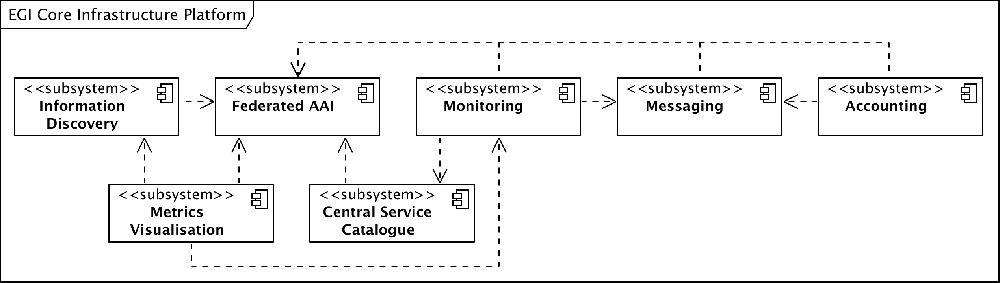 EGI Core Infrastructure Platform
<<subsystem>>
Information
Discovery
<<subsystem>>
Federated AAI
<<subsystem>>
Monitoring
<<subsystem>>
Messaging
<<subsystem>>
Accounting
<<subsystem>>
Metrics
Visualisation
<<subsystem>>
Central Service
Catalogue